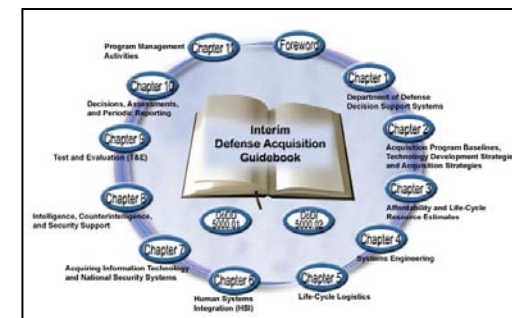 Foreword
Chapter 1
Department of Defense
Decision Support Systems
Chapter 2
Acquisition Program Baselines,
Technology Development Strategies
and Acquisition Strategies
Chapter 3
Affordability and Life-Cycle
Resource Estimates
Chapter 4
Systems Engineering
Chapter 5
Life-Cycle Logistics
Chapter 6
Human Systems
Integration (HSI)
Chapter 7
Acquiring Information Technology
and National Security Systems
Chapter 8
Intelligence, Counterintelligence,
and Security Support
Chapter 9
Test and Evaluation (T&E)
Chapter 10
Decisions, Assessments,
and Periodic Reporting
Chapter 11
Program Management
Activities
Interim
Defense Acquisition
Guidebook
DoDD
5000.01
DoDI
5000.02